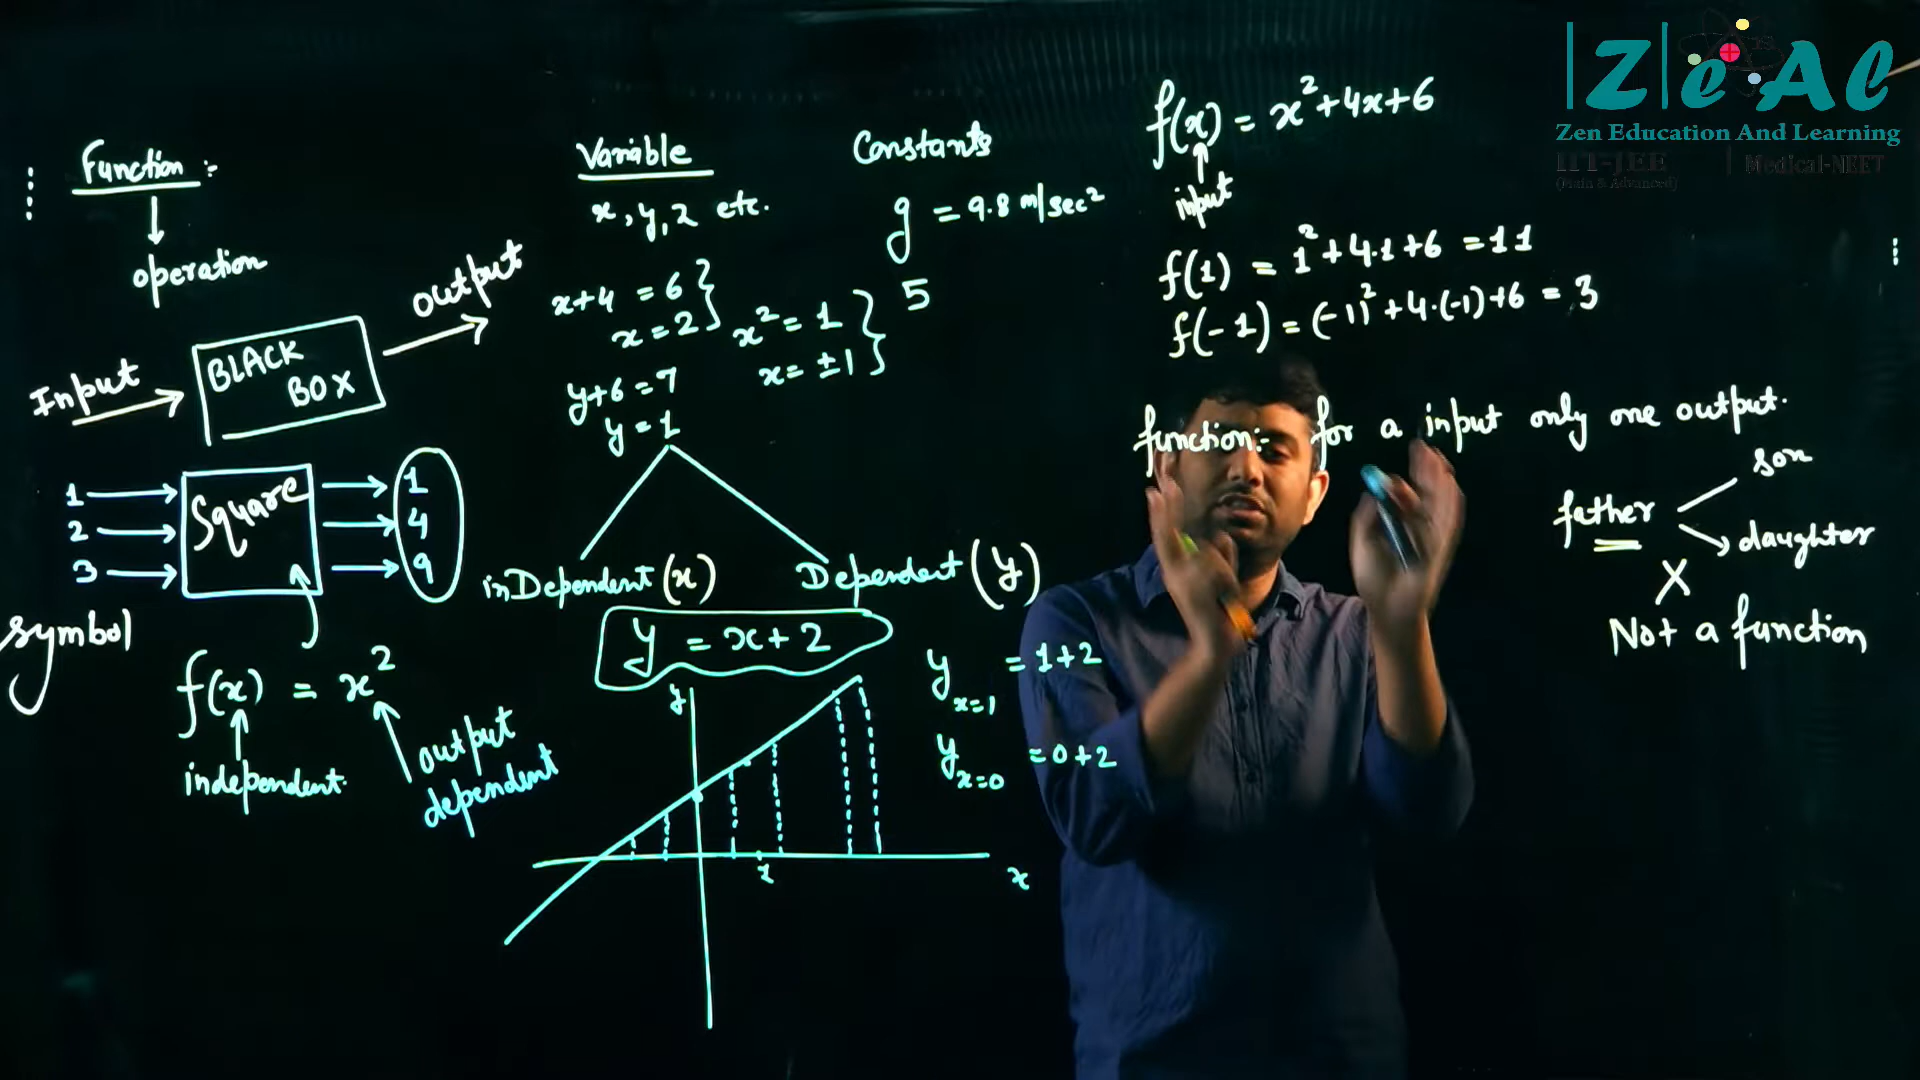 Function :-
operation
Input
BLACK
BOX
output
1
2
3
Square
1
4
9
symbol
f(x) = x²
independent.
output
dependent
Variable
x, y, z etc.
x+4 = 6
x = 2
x² = 1
x = ±1
y+6 = 7
y = 1
inDependent (x)
Dependent (y)
y = x+2
y
x
x
y x=1 = 1+2
y x=0 = 0+2
Constants
g = 9.8 m/sec²
5
f(x) = x²+4x+6
input
f(1) = 1²+4.1+6 = 11
f(-1) = (-1)²+4.(-1)+6 = 3
function:- for a input only one output.
father
son
daughter
X
Not a function
|Z|eAl
Zen Education And Learning
IIT-JEE | Medical-NEET
(Main & Advanced)